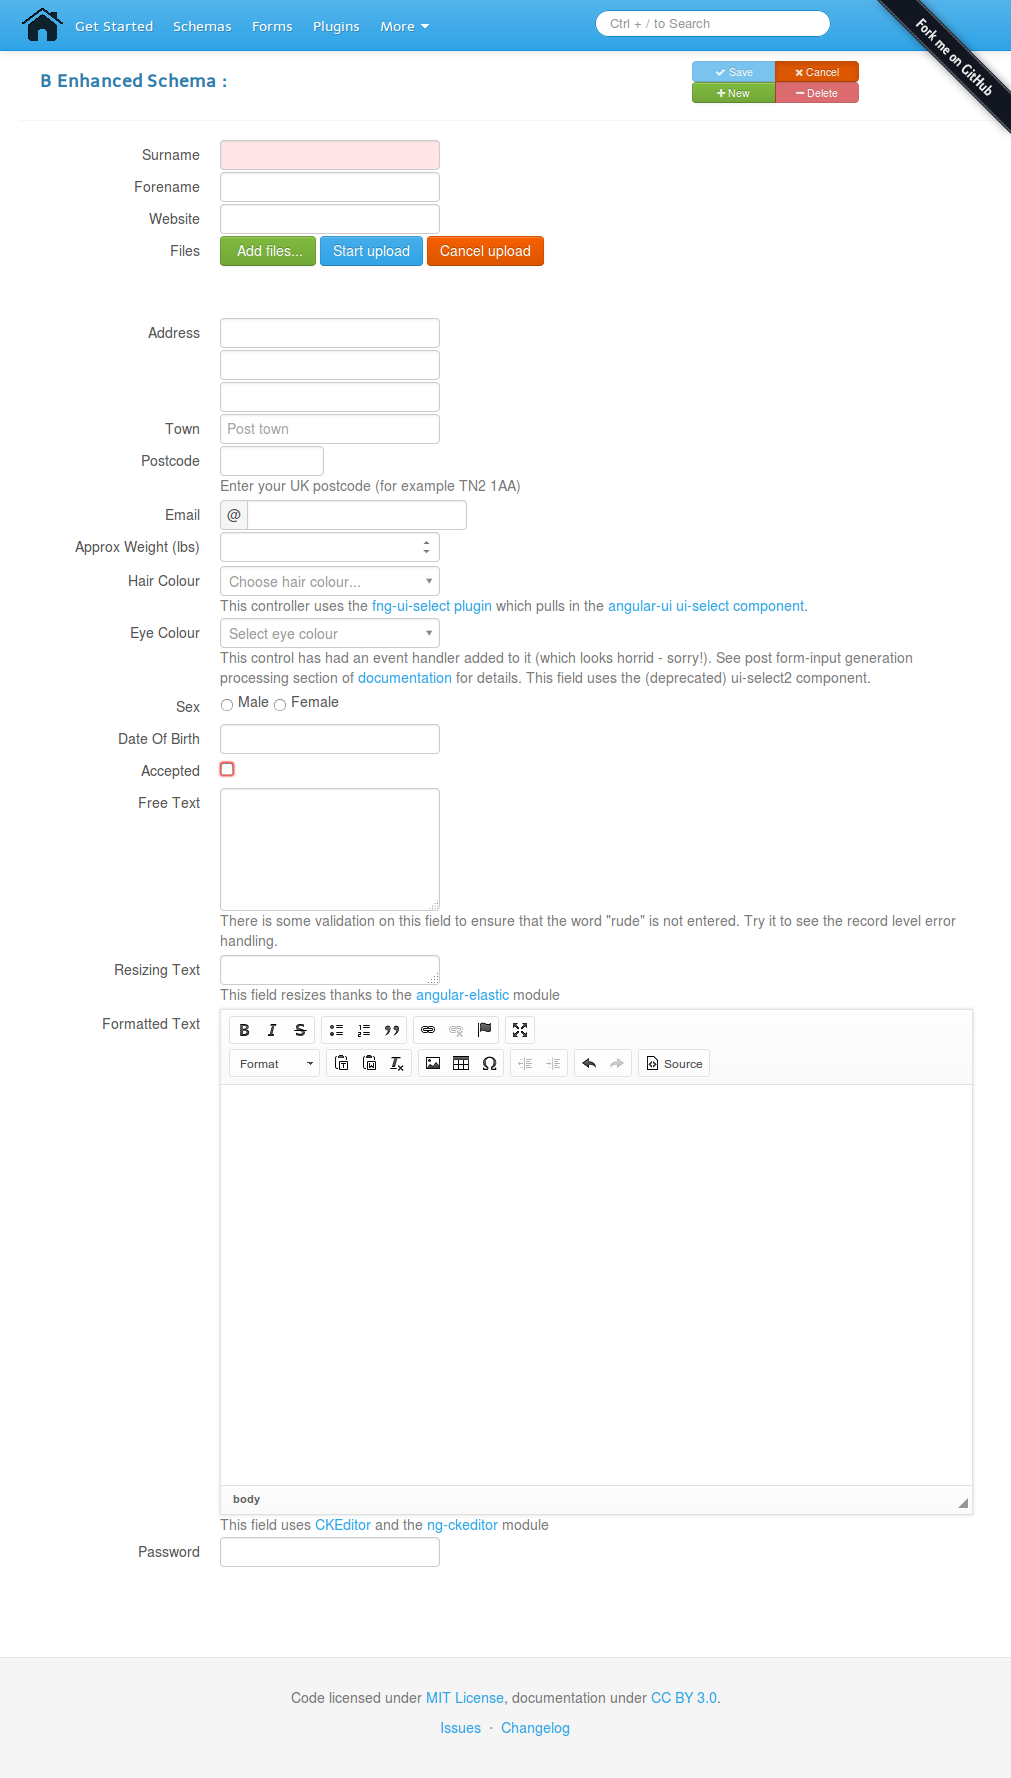 Get Started Schemas Forms Plugins More Ctrl + / to Search
Fork me on GitHub
B Enhanced Schema :
Save Cancel
New Delete
Surname
Forename
Website
Files Add files... Start upload Cancel upload
Address
Town Post town
Postcode
Enter your UK postcode (for example TN2 1AA)
Email @
Approx Weight (lbs)
Hair Colour Choose hair colour...
This controller uses the fng-ui-select plugin which pulls in the angular-ui ui-select component.
Eye Colour Select eye colour
This control has had an event handler added to it (which looks horrid - sorry!). See post form-input generation
processing section of documentation for details. This field uses the (deprecated) ui-select2 component.
Sex Male Female
Date Of Birth
Accepted
Free Text
There is some validation on this field to ensure that the word "rude" is not entered. Try it to see the record level error
handling.
Resizing Text
This field resizes thanks to the angular-elastic module
Formatted Text
Format Source
body
This field uses CKEditor and the ng-ckeditor module
Password
Code licensed under MIT License, documentation under CC BY 3.0.
Issues · Changelog